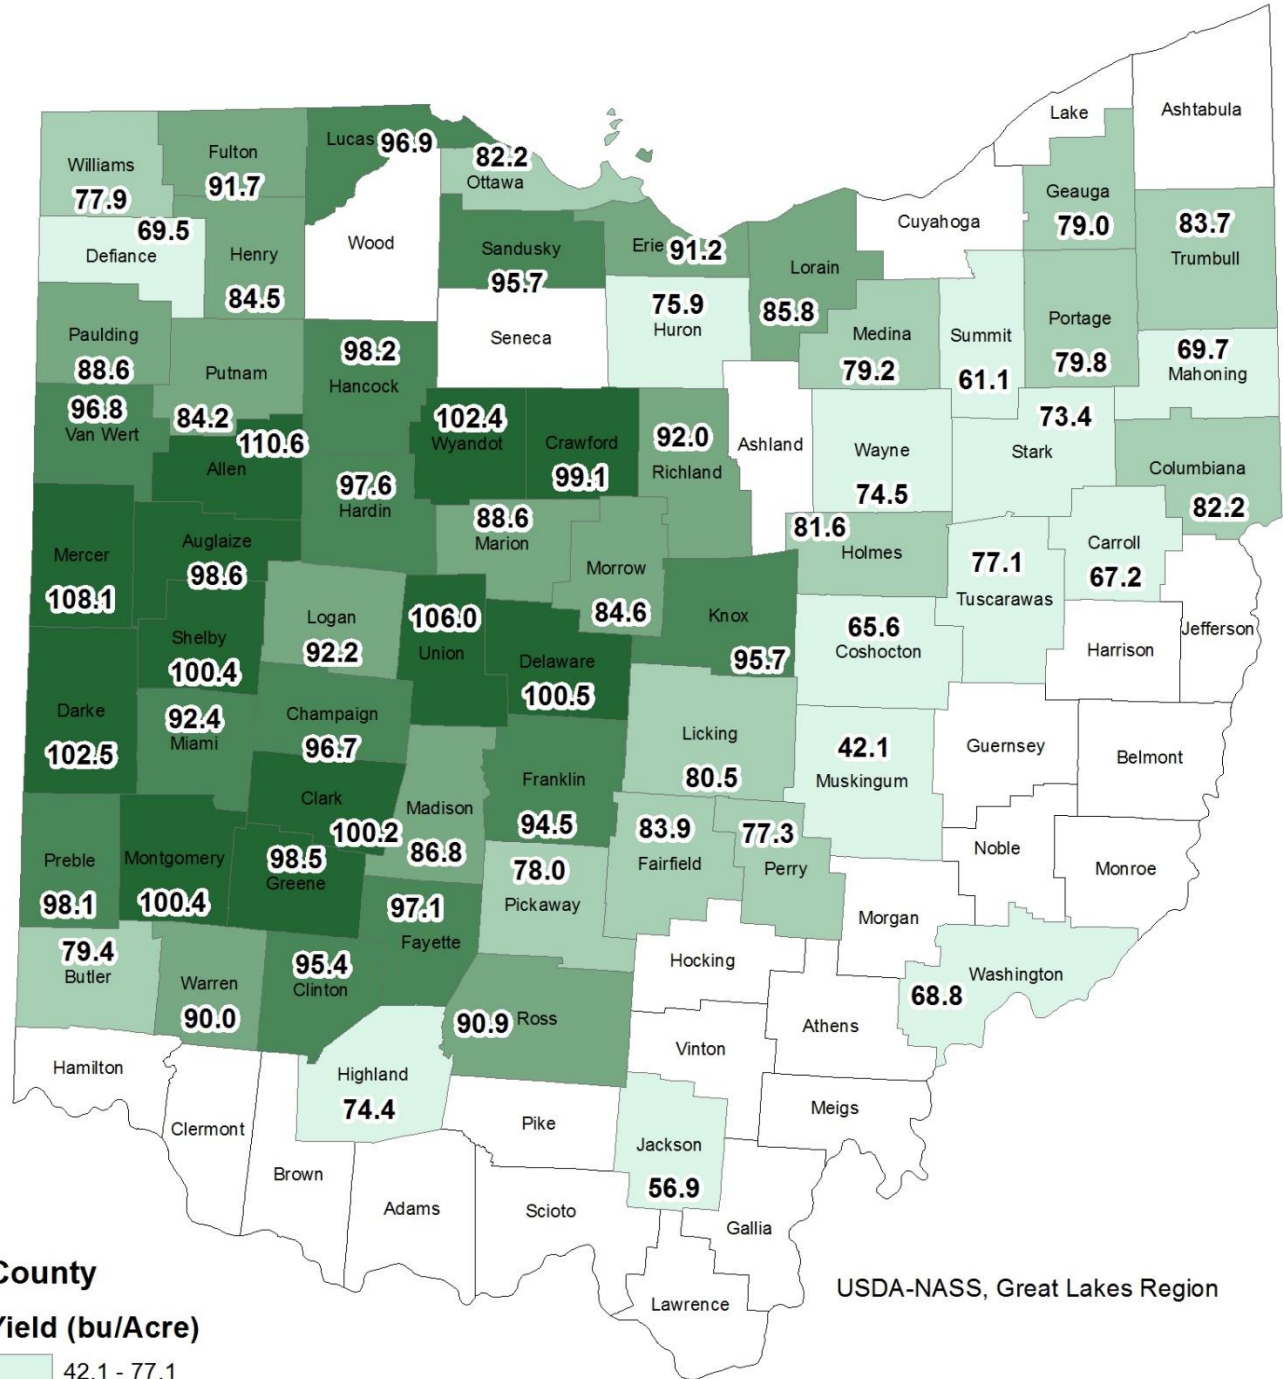 Lake
Ashtabula
Williams
77.9
Fulton
91.7
Lucas 96.9
82.2
Ottawa
Cuyahoga
Geauga
79.0
83.7
Trumbull
69.5
Defiance
Henry
84.5
Wood
Sandusky
95.7
Erie 91.2
Lorain
85.8
Paulding
88.6
Putnam
84.2
98.2
Hancock
Seneca
75.9
Huron
Medina
79.2
Summit
61.1
Portage
79.8
69.7
Mahoning
96.8
Van Wert
110.6
Allen
102.4
Wyandot
Crawford
99.1
92.0
Richland
Ashland
Wayne
74.5
73.4
Stark
Columbiana
82.2
97.6
Hardin
88.6
Marion
81.6
Holmes
Mercer
108.1
Auglaize
98.6
Morrow
84.6
77.1
Tuscarawas
Carroll
67.2
Jefferson
Shelby
100.4
Logan
92.2
106.0
Union
Delaware
100.5
Knox
95.7
65.6
Coshocton
Harrison
Darke
102.5
92.4
Miami
Champaign
96.7
Licking
80.5
42.1
Muskingum
Guernsey
Belmont
Clark
100.2
Madison
86.8
Franklin
94.5
Preble
98.1
Montgomery
100.4
98.5
Greene
78.0
Pickaway
83.9
Fairfield
77.3
Perry
Noble
Monroe
97.1
Fayette
Morgan
79.4
Butler
Warren
90.0
95.4
Clinton
Hocking
Washington
68.8
90.9 Ross
Athens
Vinton
Hamilton
Highland
74.4
Meigs
Clermont
Pike
Jackson
56.9
Brown
Adams
Scioto
Gallia
Lawrence
USDA-NASS, Great Lakes Region
County
Yield (bu/Acre)
42.1 - 77.1